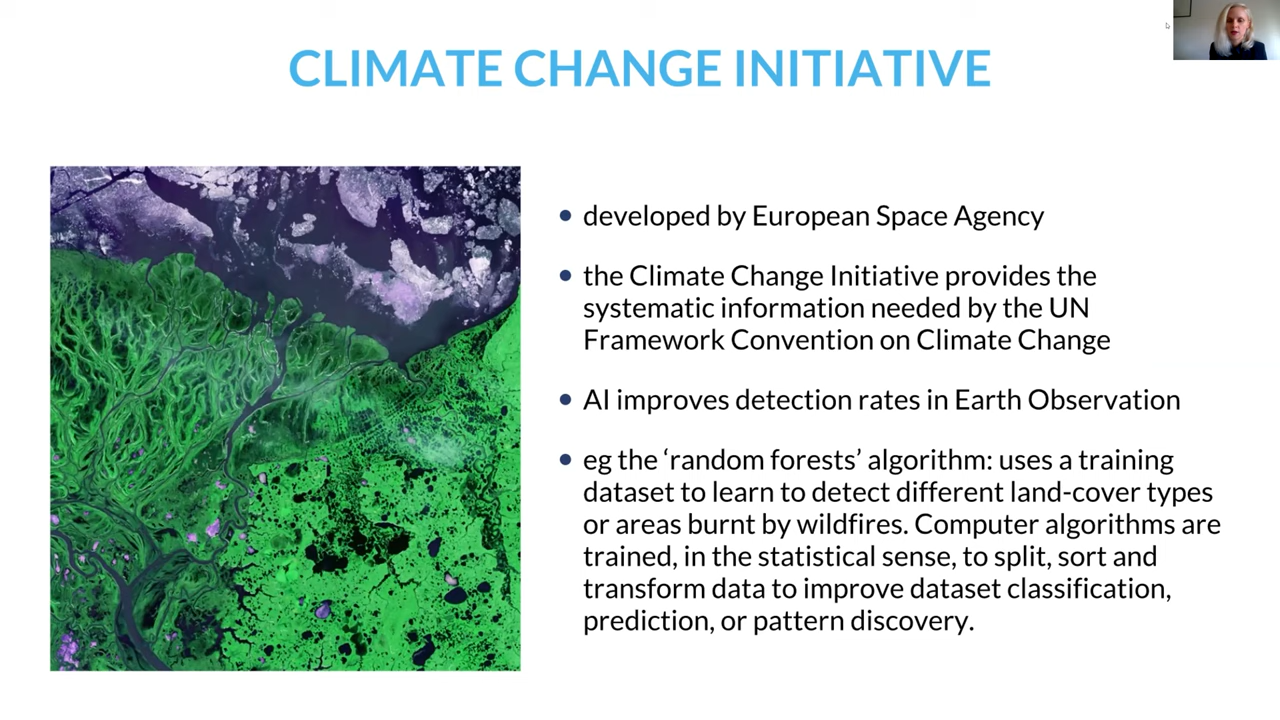 CLIMATE CHANGE INITIATIVE
• developed by European Space Agency
• the Climate Change Initiative provides the
systematic information needed by the UN
Framework Convention on Climate Change
• AI improves detection rates in Earth Observation
• eg the ‘random forests’ algorithm: uses a training
dataset to learn to detect different land-cover types
or areas burnt by wildfires. Computer algorithms are
trained, in the statistical sense, to split, sort and
transform data to improve dataset classification,
prediction, or pattern discovery.